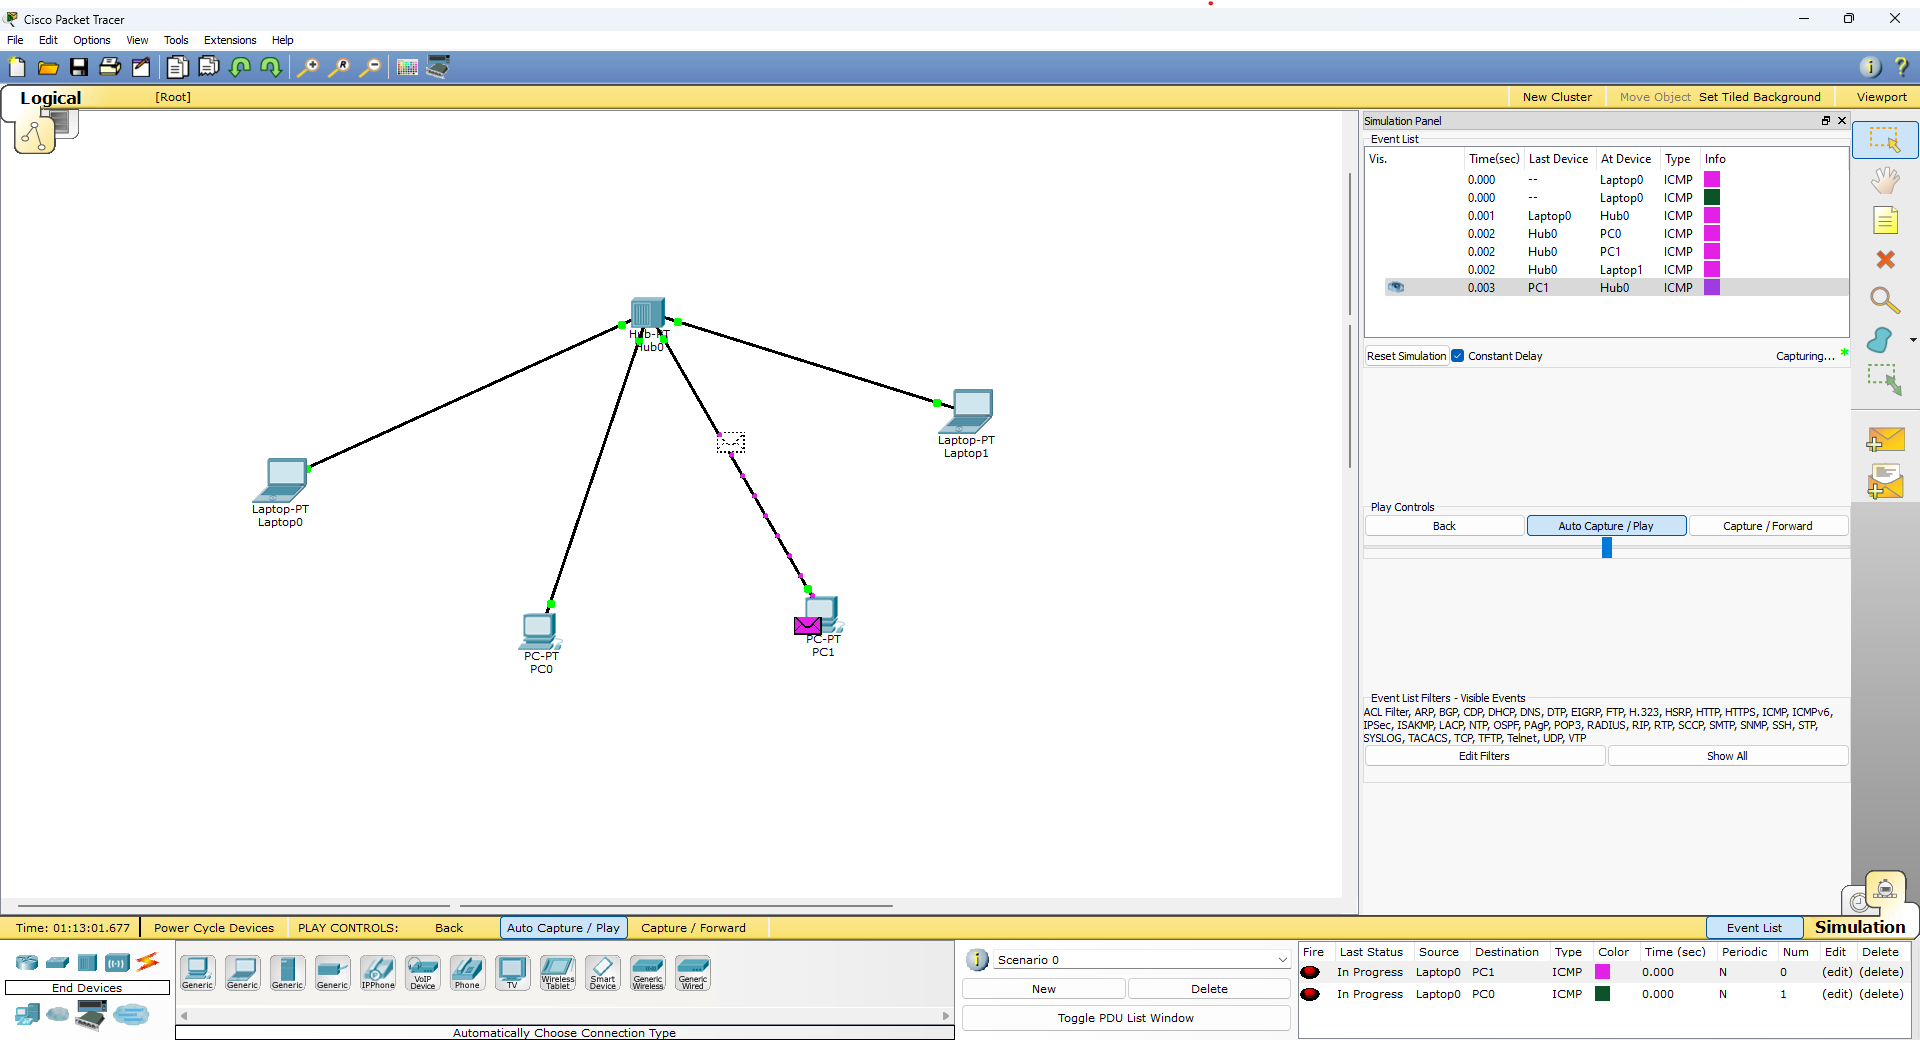 Cisco Packet Tracer
File Edit Options View Tools Extensions Help
Logical [Root] New Cluster Move Object Set Tiled Background Viewport
Simulation Panel
Event List
Vis. Time(sec) Last Device At Device Type Info
0.000 -- Laptop0 ICMP
0.000 -- Laptop0 ICMP
0.001 Laptop0 Hub0 ICMP
0.002 Hub0 PC0 ICMP
0.002 Hub0 PC1 ICMP
0.002 Hub0 Laptop1 ICMP
0.003 PC1 Hub0 ICMP
Reset Simulation Constant Delay Capturing... *
Hub-PT
Hub0
Laptop-PT
Laptop1
Laptop-PT
Laptop0
PC-PT
PC0
PC-PT
PC1
Play Controls
Back Auto Capture / Play Capture / Forward
Event List Filters - Visible Events
ACL Filter, ARP, BGP, CDP, DHCP, DNS, DTP, EIGRP, FTP, H.323, HSRP, HTTP, HTTPS, ICMP, ICMPv6,
IPSec, ISAKMP, LACP, NTP, OSPF, PAgP, POP3, RADIUS, RIP, RTP, SCCP, SMTP, SNMP, SSH, STP,
SYSLOG, TACACS, TCP, TFTP, Telnet, UDP, VTP
Edit Filters Show All
Time: 01:13:01.677 Power Cycle Devices PLAY CONTROLS: Back Auto Capture / Play Capture / Forward Event List Simulation
End Devices
Generic Generic Generic Generic IPPhone VoIP Device Phone TV Wireless Tablet Smart Device Generic Wireless Generic Wired
Automatically Choose Connection Type
Scenario 0
New Delete
Toggle PDU List Window
Fire Last Status Source Destination Type Color Time (sec) Periodic Num Edit Delete
In Progress Laptop0 PC1 ICMP 0.000 N 0 (edit) (delete)
In Progress Laptop0 PC0 ICMP 0.000 N 1 (edit) (delete)